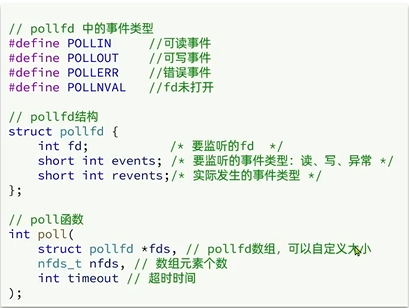 // pollfd 中的事件类型
#define POLLIN //可读事件
#define POLLOUT //可写事件
#define POLLERR //错误事件
#define POLLNVAL //fd未打开
// pollfd结构
struct pollfd {
int fd; /* 要监听的fd */
short int events; /* 要监听的事件类型: 读、写、异常 */
short int revents;/* 实际发生的事件类型 */
};
// poll函数
int poll(
struct pollfd *fds, // pollfd数组, 可以自定义大小
nfds_t nfds, // 数组元素个数
int timeout // 超时时间
);